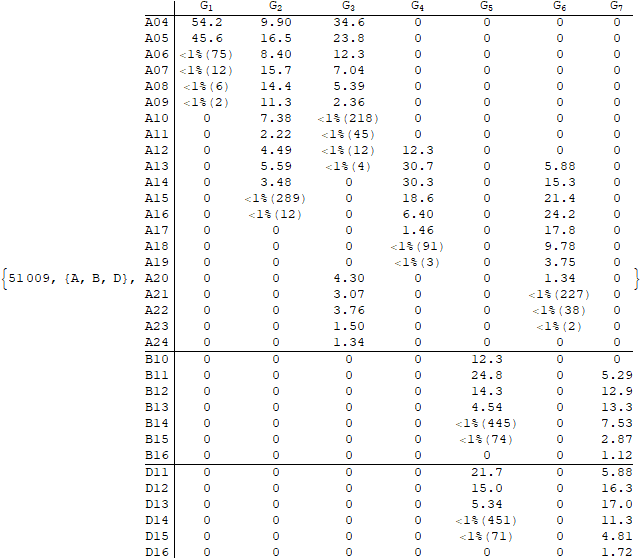 G1 G2 G3 G4 G5 G6 G7
A04 54.2 9.90 34.6 0 0 0 0
A05 45.6 16.5 23.8 0 0 0 0
A06 <1%(75) 8.40 12.3 0 0 0 0
A07 <1%(12) 15.7 7.04 0 0 0 0
A08 <1%(6) 14.4 5.39 0 0 0 0
A09 <1%(2) 11.3 2.36 0 0 0 0
A10 0 7.38 <1%(218) 0 0 0 0
A11 0 2.22 <1%(45) 0 0 0 0
A12 0 4.49 <1%(12) 12.3 0 0 0
A13 0 5.59 <1%(4) 30.7 0 5.88 0
A14 0 3.48 0 30.3 0 15.3 0
A15 0 <1%(289) 0 18.6 0 21.4 0
A16 0 <1%(12) 0 6.40 0 24.2 0
A17 0 0 0 1.46 0 17.8 0
A18 0 0 0 <1%(91) 0 9.78 0
A19 0 0 0 <1%(3) 0 3.75 0
{51009, {A, B, D}, A20 0 0 4.30 0 0 1.34 0 }
A21 0 0 3.07 0 0 <1%(227) 0
A22 0 0 3.76 0 0 <1%(38) 0
A23 0 0 1.50 0 0 <1%(2) 0
A24 0 0 1.34 0 0 0 0
B10 0 0 0 0 12.3 0 0
B11 0 0 0 0 24.8 0 5.29
B12 0 0 0 0 14.3 0 12.9
B13 0 0 0 0 4.54 0 13.3
B14 0 0 0 0 <1%(445) 0 7.53
B15 0 0 0 0 <1%(74) 0 2.87
B16 0 0 0 0 0 0 1.12
D11 0 0 0 0 21.7 0 5.88
D12 0 0 0 0 15.0 0 16.3
D13 0 0 0 0 5.34 0 17.0
D14 0 0 0 0 <1%(451) 0 11.3
D15 0 0 0 0 <1%(71) 0 4.81
D16 0 0 0 0 0 0 1.72